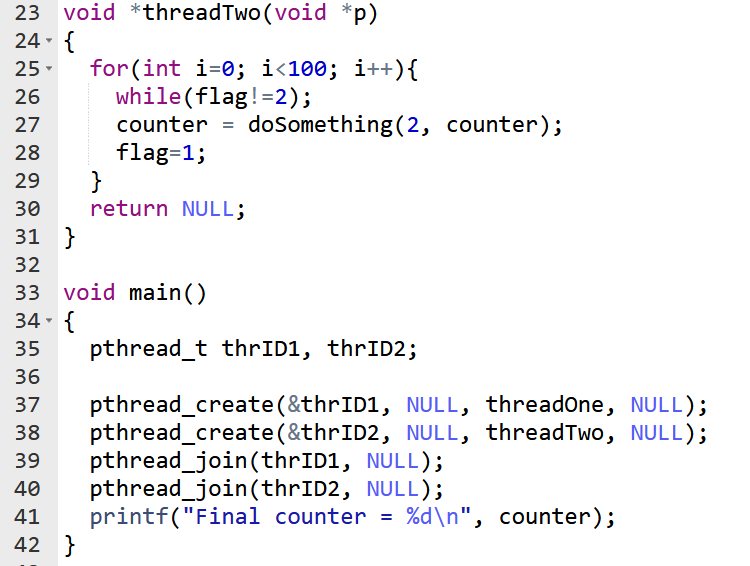 23 void *threadTwo(void *p)
24 {
25 for(int i=0; i<100; i++){
26 while(flag!=2);
27 counter = doSomething(2, counter);
28 flag=1;
29 }
30 return NULL;
31 }
32
33 void main()
34 {
35 pthread_t thrID1, thrID2;
36
37 pthread_create(&thrID1, NULL, threadOne, NULL);
38 pthread_create(&thrID2, NULL, threadTwo, NULL);
39 pthread_join(thrID1, NULL);
40 pthread_join(thrID2, NULL);
41 printf("Final counter = %d\n", counter);
42 }